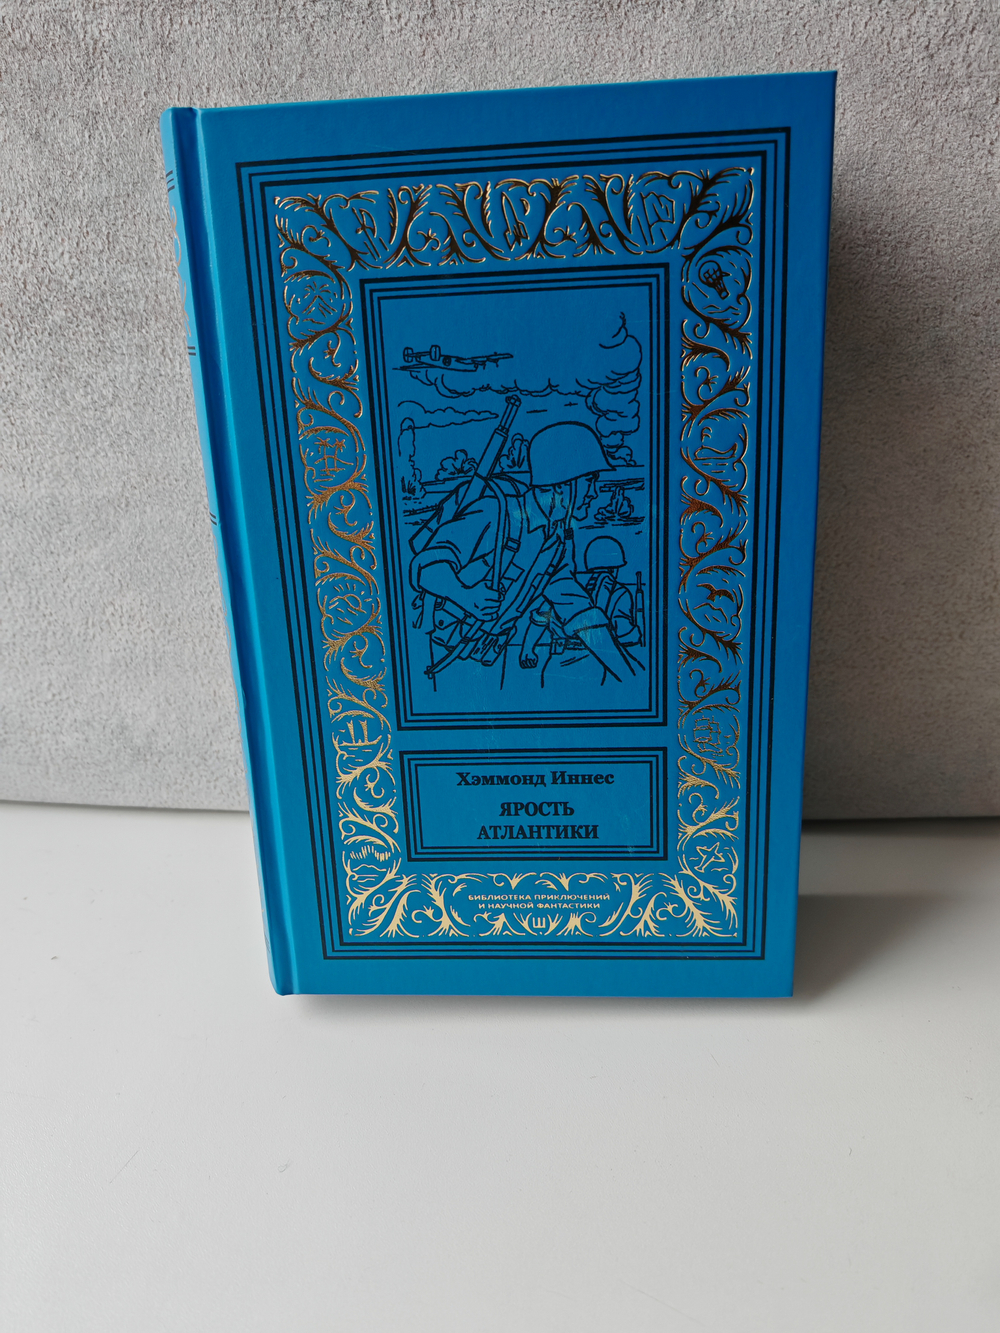 Хэммонд Иннес
ЯРОСТЬ
АТЛАНТИКИ
БИБЛИОТЕКА ПРИКЛЮЧЕНИЙ
И НАУЧНОЙ ФАНТАСТИКИ
Ш